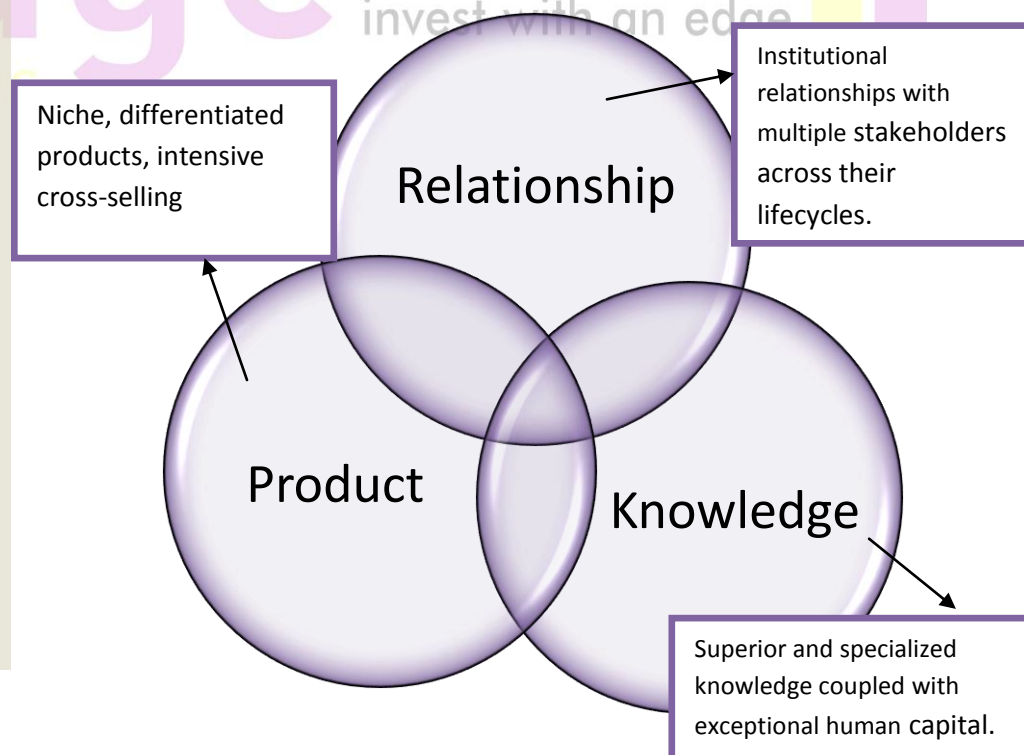 invest with an edge
Institutional
relationships with
multiple stakeholders
across their
lifecycles.
Niche, differentiated
products, intensive
cross-selling
Relationship
Product
Knowledge
Superior and specialized
knowledge coupled with
exceptional human capital.